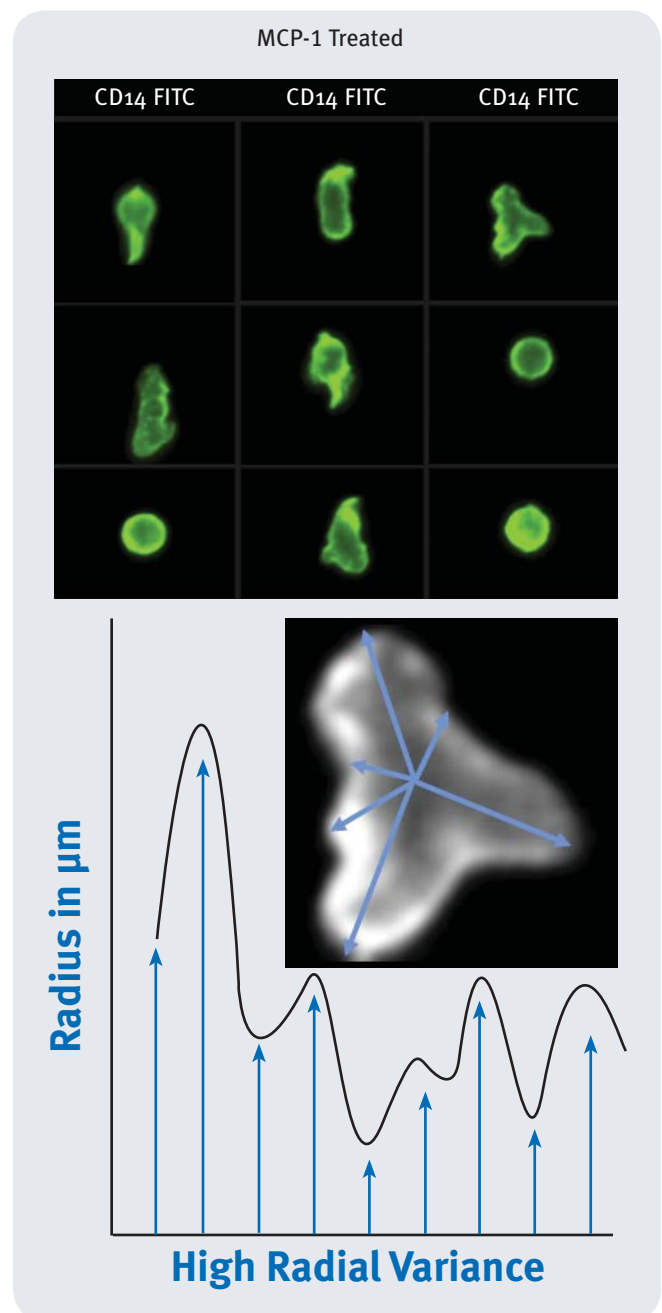 MCP-1 Treated
CD14 FITC CD14 FITC CD14 FITC
Radius in µm
High Radial Variance